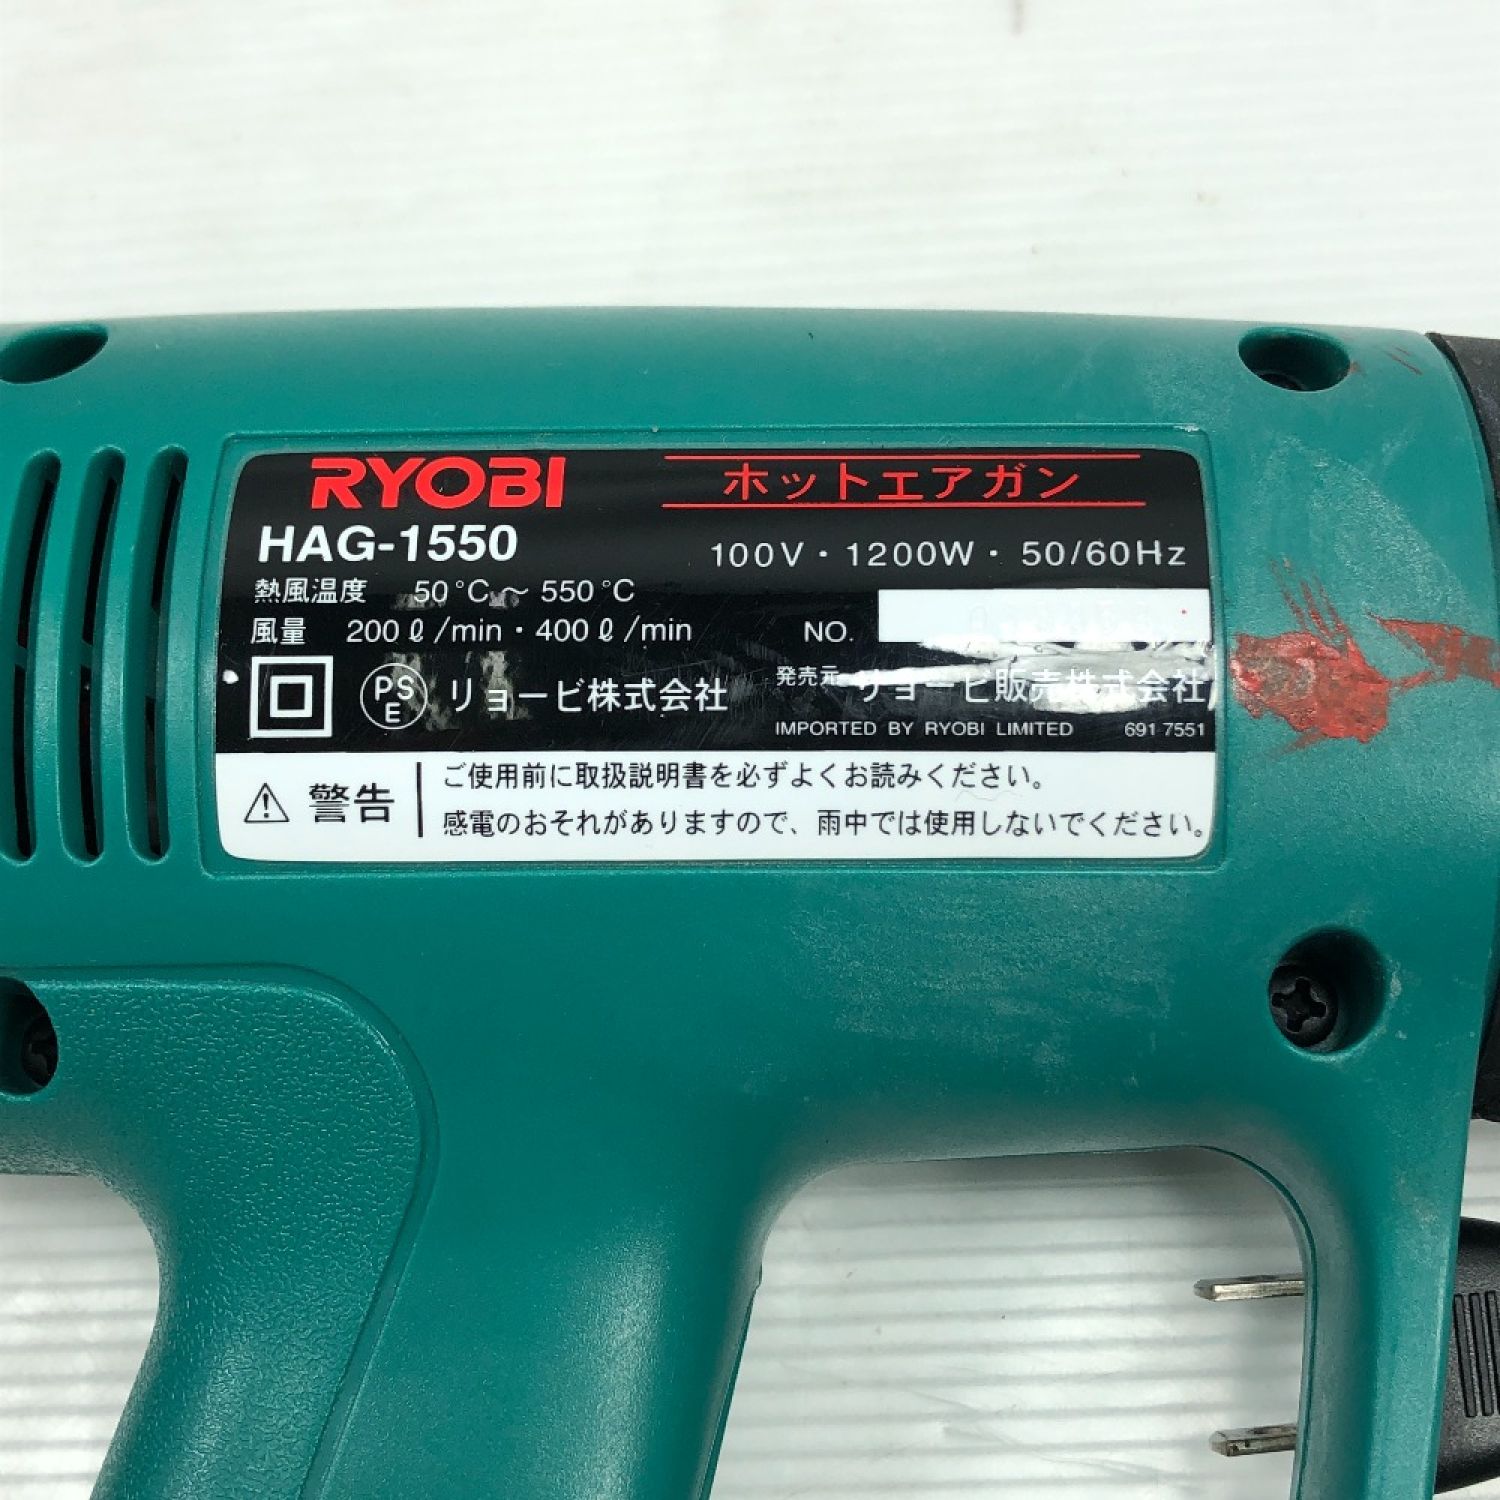 RYOBI ホットエアガン
HAG-1550
100V・1200W・50/60Hz
熱風温度 50°C～550°C
風量 200ℓ/min・400ℓ/min
NO.
PS
E
リョービ株式会社
発売元 リョービ販売株式会社
IMPORTED BY RYOBI LIMITED 691 7551
警告
ご使用前に取扱説明書を必ずよくお読みください。
感電のおそれがありますので、雨中では使用しないでください。